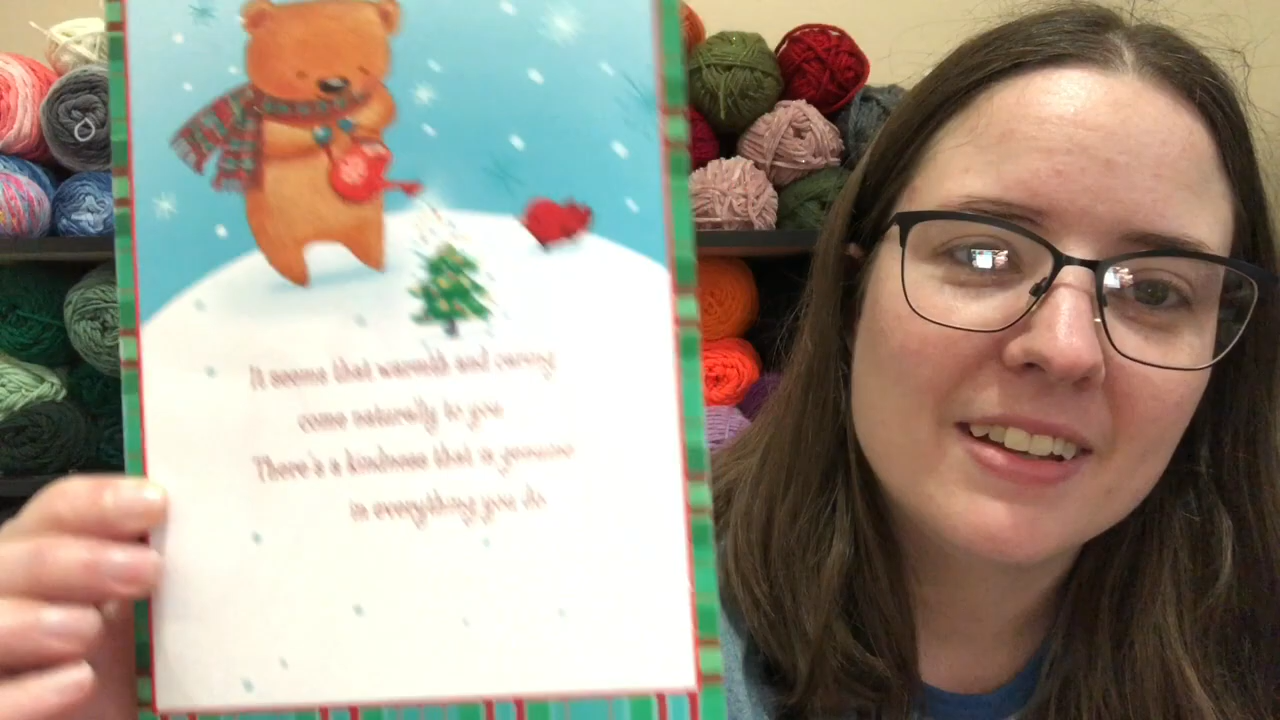 It seems that warmth and caring
come naturally to you
There's a kindness that is genuine
in everything you do